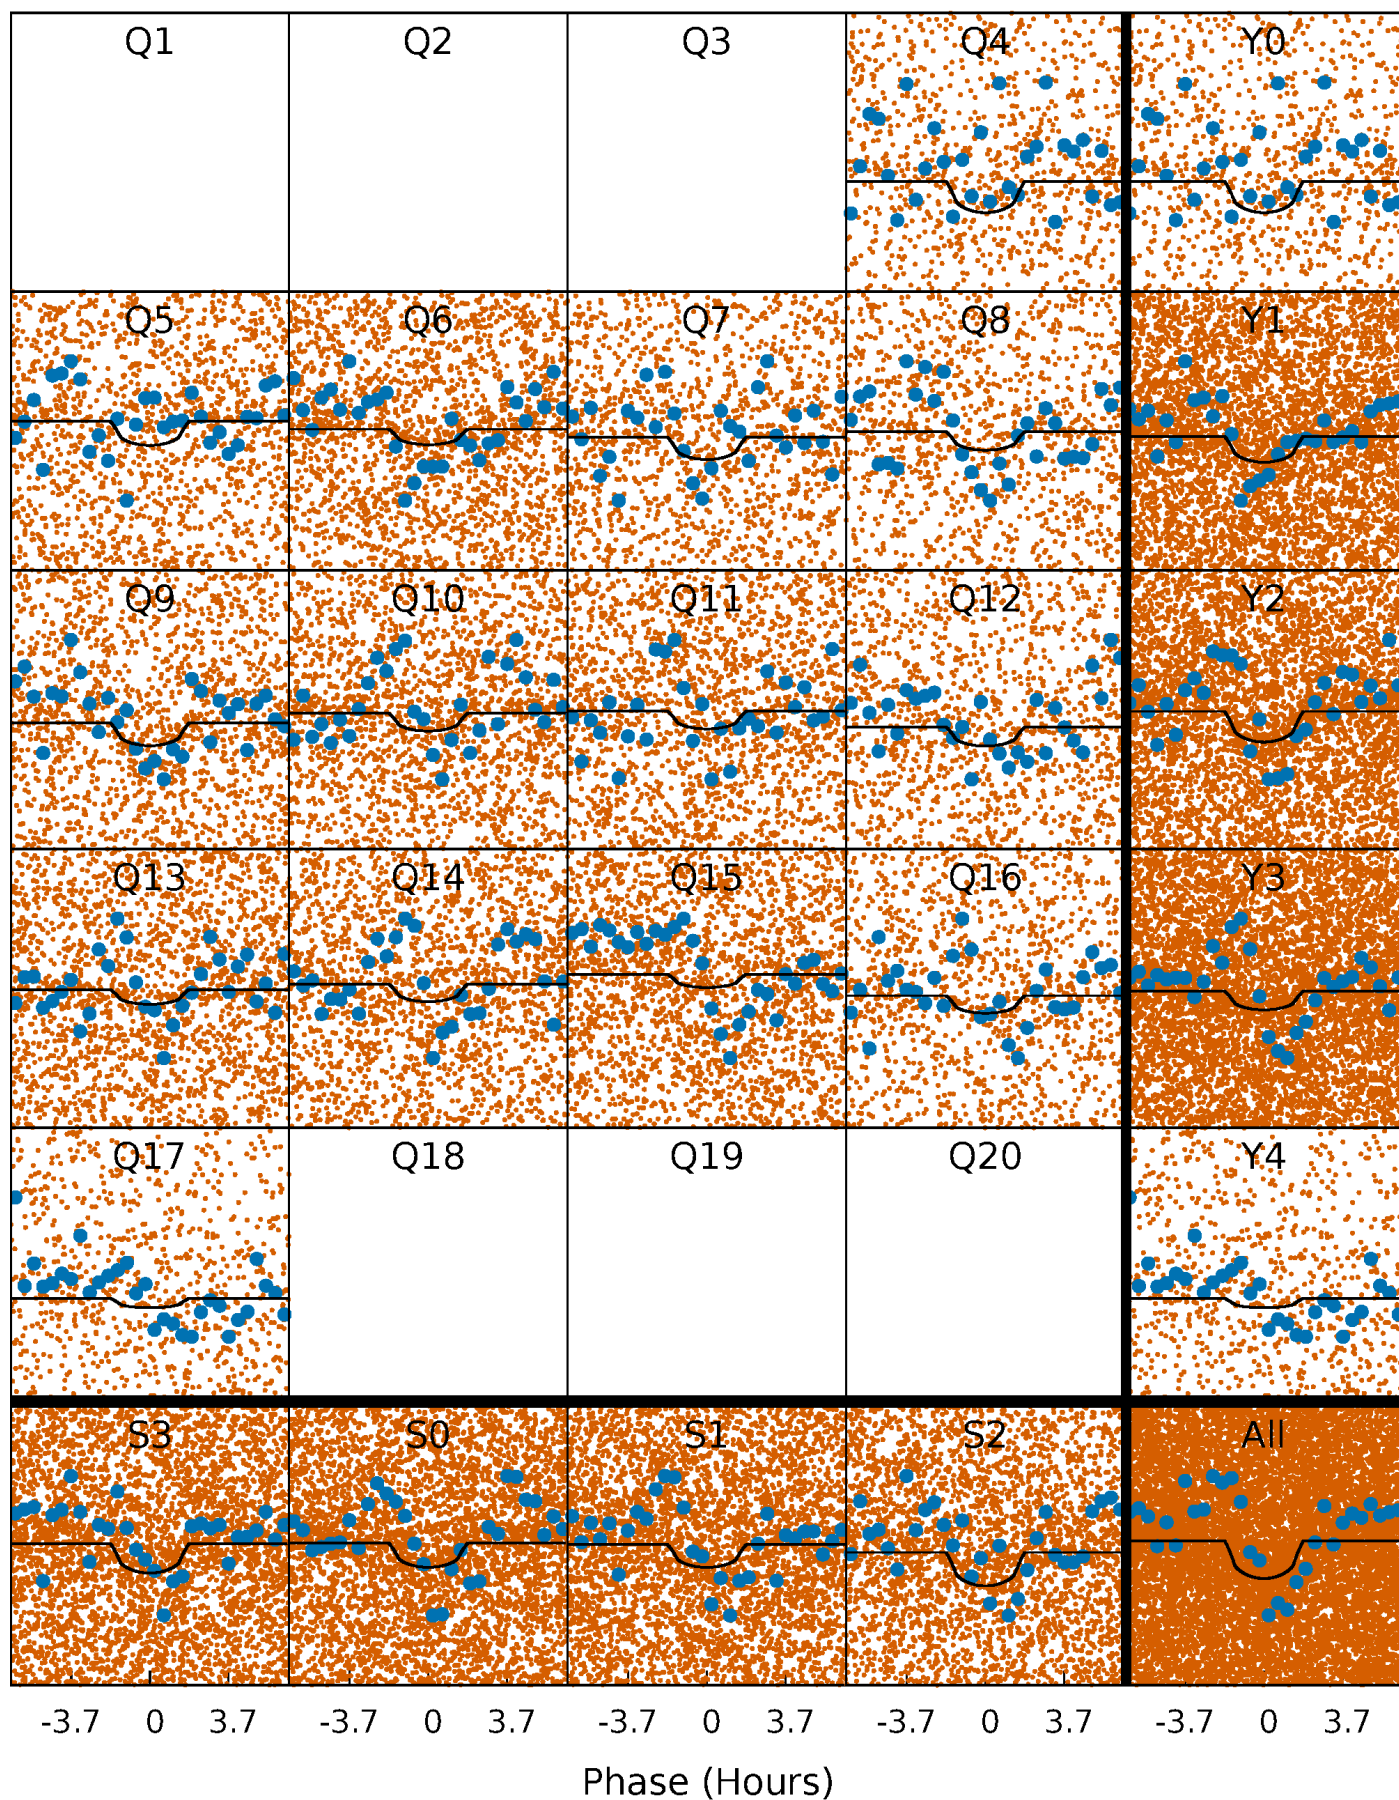 Q1 Q2 Q3 Q4 Y0
Q5 Q6 Q7 Q8 Y1
Q9 Q10 Q11 Q12 Y2
Q13 Q14 Q15 Q16 Y3
Q17 Q18 Q19 Q20 Y4
S3 S0 S1 S2 All
-3.7 0 3.7 -3.7 0 3.7 -3.7 0 3.7 -3.7 0 3.7 -3.7 0 3.7
Phase (Hours)